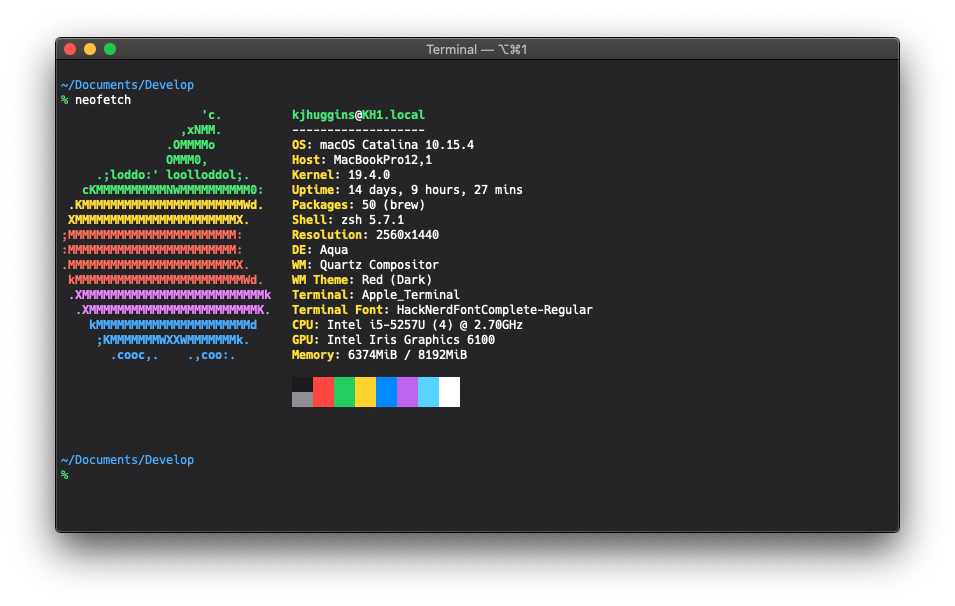 Terminal — ⌥⌘1
~/Documents/Develop
% neofetch
'c.
,xNMM.
.OMMMMo
OMMM0,
.;loddo:' loolloddol;.
cKMMMMMMMMMMNWMMMMMMMMMM0:
.KMMMMMMMMMMMMMMMMMMMMMMMWd.
XMMMMMMMMMMMMMMMMMMMMMMMX.
;MMMMMMMMMMMMMMMMMMMMMMMM:
:MMMMMMMMMMMMMMMMMMMMMMMM:
.MMMMMMMMMMMMMMMMMMMMMMMMX.
kMMMMMMMMMMMMMMMMMMMMMMMMWd.
.XMMMMMMMMMMMMMMMMMMMMMMMMMMk
.XMMMMMMMMMMMMMMMMMMMMMMMMK.
kMMMMMMMMMMMMMMMMMMMMMMd
;KMMMMMMMWXXWMMMMMMMk.
.cooc,.    .,coo:.
kjhuggins@KH1.local
-------------------
OS: macOS Catalina 10.15.4
Host: MacBookPro12,1
Kernel: 19.4.0
Uptime: 14 days, 9 hours, 27 mins
Packages: 50 (brew)
Shell: zsh 5.7.1
Resolution: 2560x1440
DE: Aqua
WM: Quartz Compositor
WM Theme: Red (Dark)
Terminal: Apple_Terminal
Terminal Font: HackNerdFontComplete-Regular
CPU: Intel i5-5257U (4) @ 2.70GHz
GPU: Intel Iris Graphics 6100
Memory: 6374MiB / 8192MiB
~/Documents/Develop
%